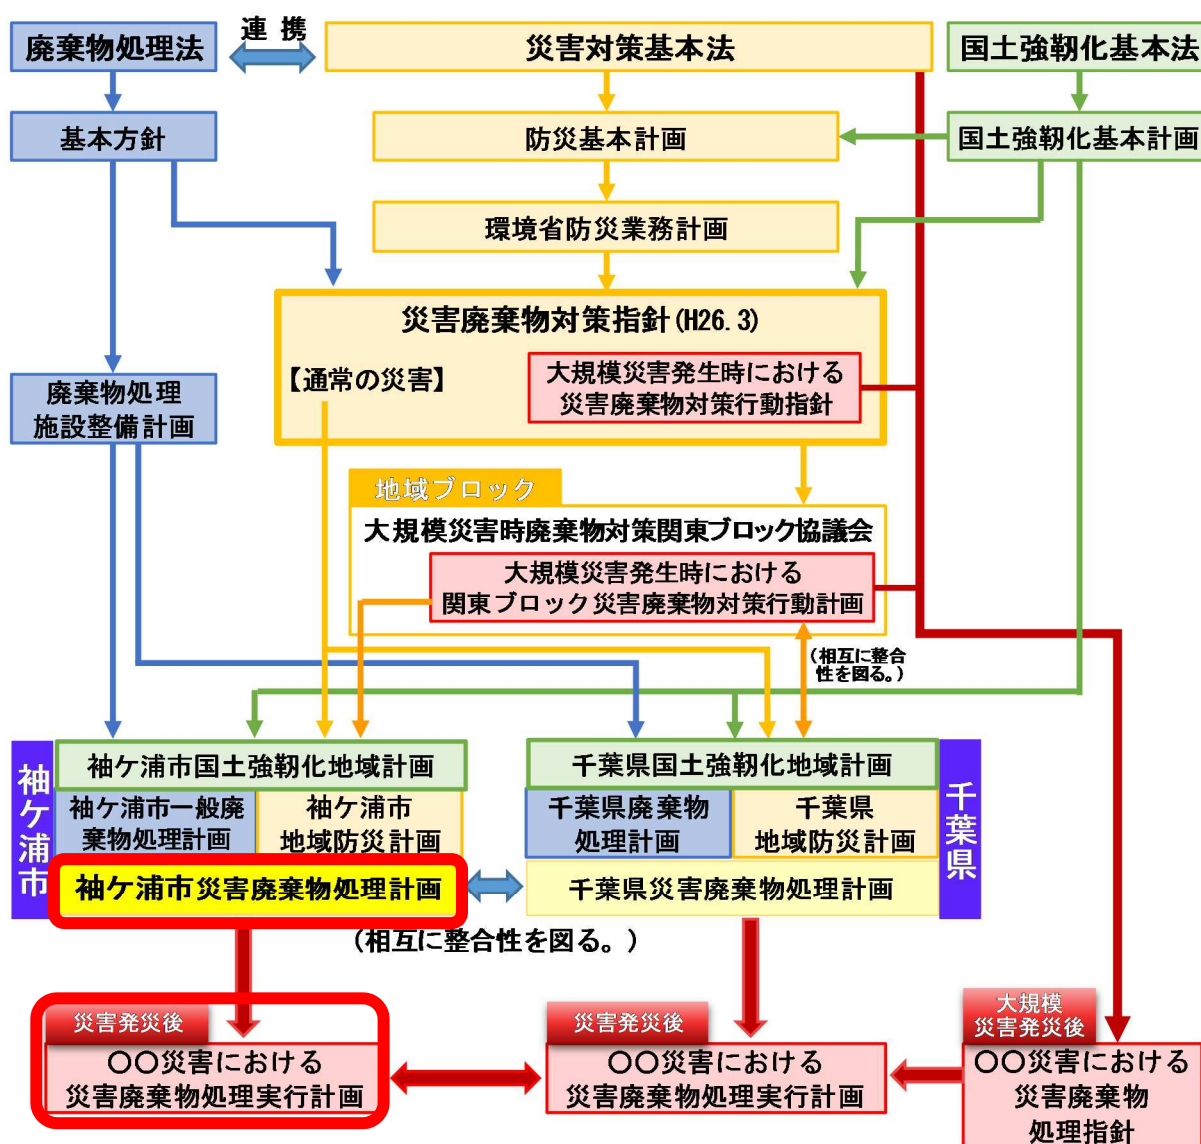 連 携
廃棄物処理法
災害対策基本法
国土強靱化基本法
基本方針
防災基本計画
国土強靱化基本計画
環境省防災業務計画
災害廃棄物対策指針(H26.3)
【通常の災害】
大規模災害発生時における
災害廃棄物対策行動指針
廃棄物処理
施設整備計画
地域ブロック
大規模災害時廃棄物対策関東ブロック協議会
大規模災害発生時における
関東ブロック災害廃棄物対策行動計画
(相互に整合
性を図る。)
袖ケ浦市
袖ケ浦市国土強靱化地域計画
袖ケ浦市一般廃
棄物処理計画
袖ケ浦市
地域防災計画
袖ケ浦市災害廃棄物処理計画
千葉県国土強靱化地域計画
千葉県廃棄物
処理計画
千葉県
地域防災計画
千葉県災害廃棄物処理計画
千葉県
(相互に整合性を図る。)
災害発災後
〇〇災害における
災害廃棄物処理実行計画
災害発災後
〇〇災害における
災害廃棄物処理実行計画
大規模
災害発災後
〇〇災害における
災害廃棄物
処理指針